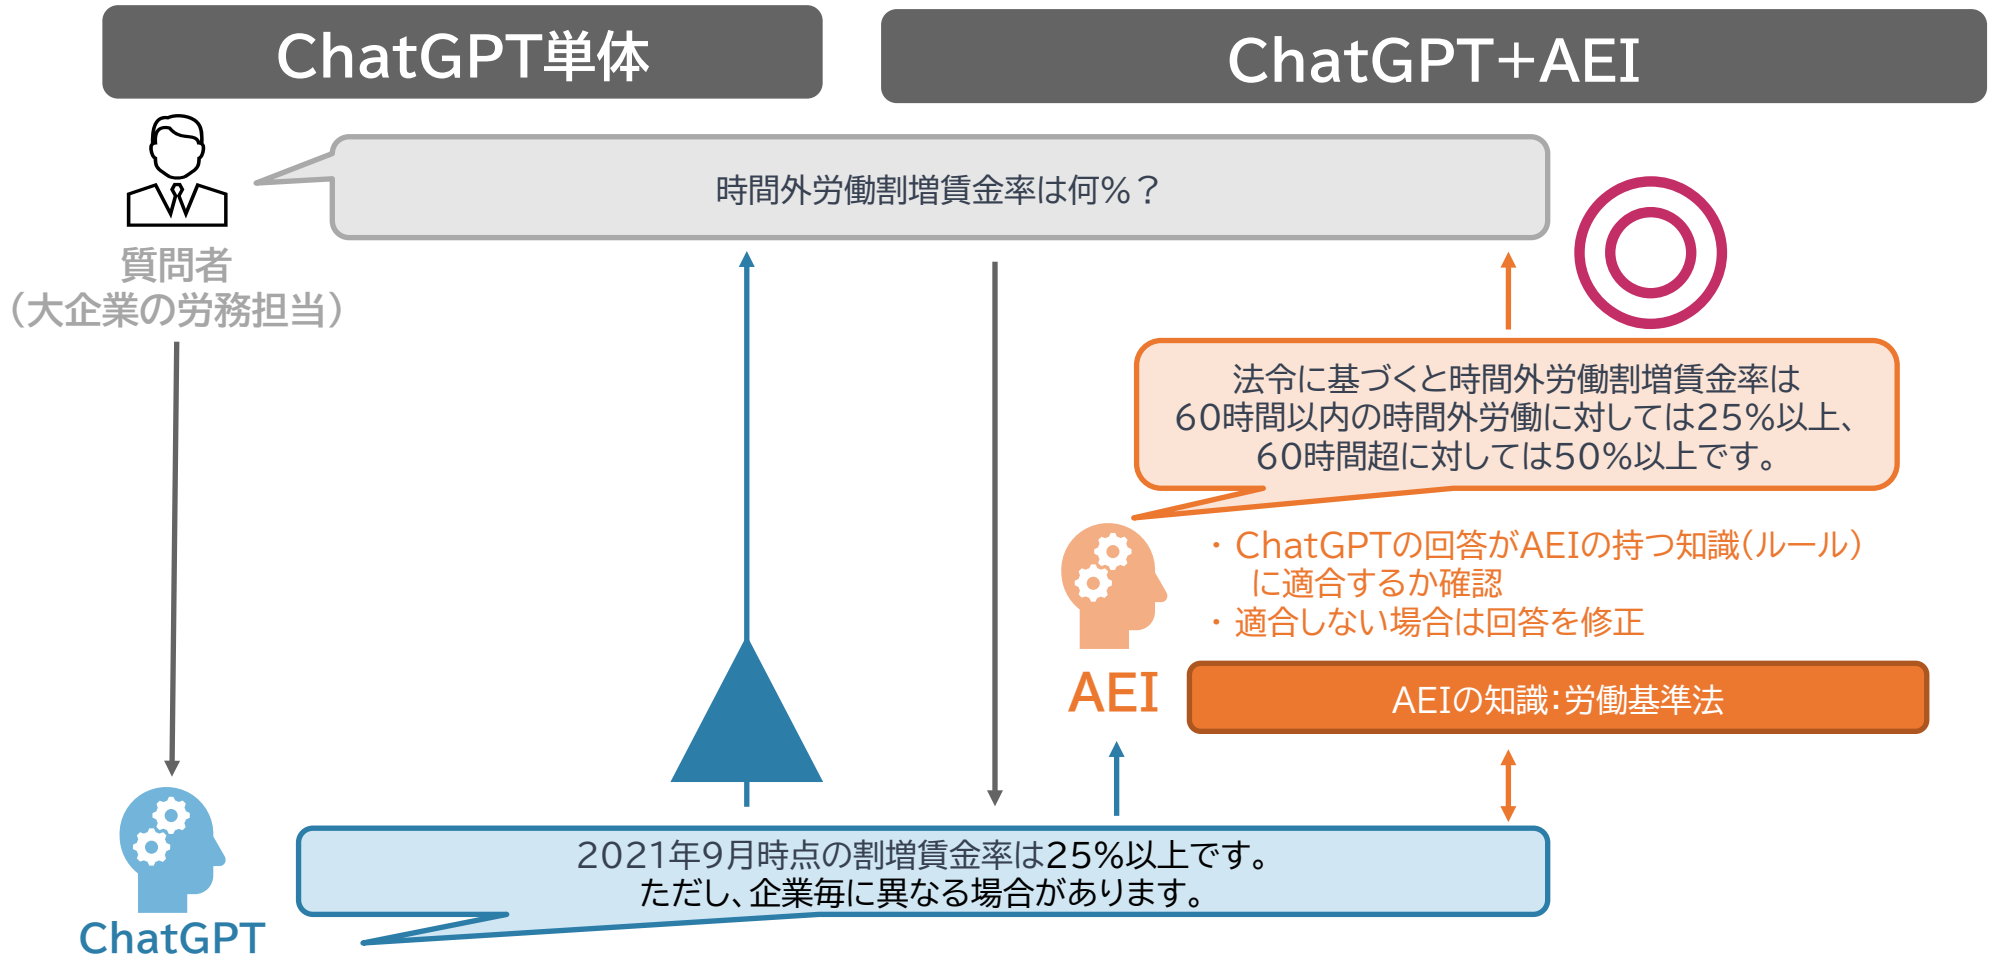 ChatGPT単体
ChatGPT+AEI
時間外労働割増賃金率は何%？
質問者
（大企業の労務担当）
法令に基づくと時間外労働割増賃金率は
60時間以内の時間外労働に対しては25%以上、
60時間超に対しては50%以上です。
・ChatGPTの回答がAEIの持つ知識（ルール）
に適合するか確認
・適合しない場合は回答を修正
AEI
AEIの知識：労働基準法
2021年9月時点の割増賃金率は25%以上です。
ただし、企業毎に異なる場合があります。
ChatGPT